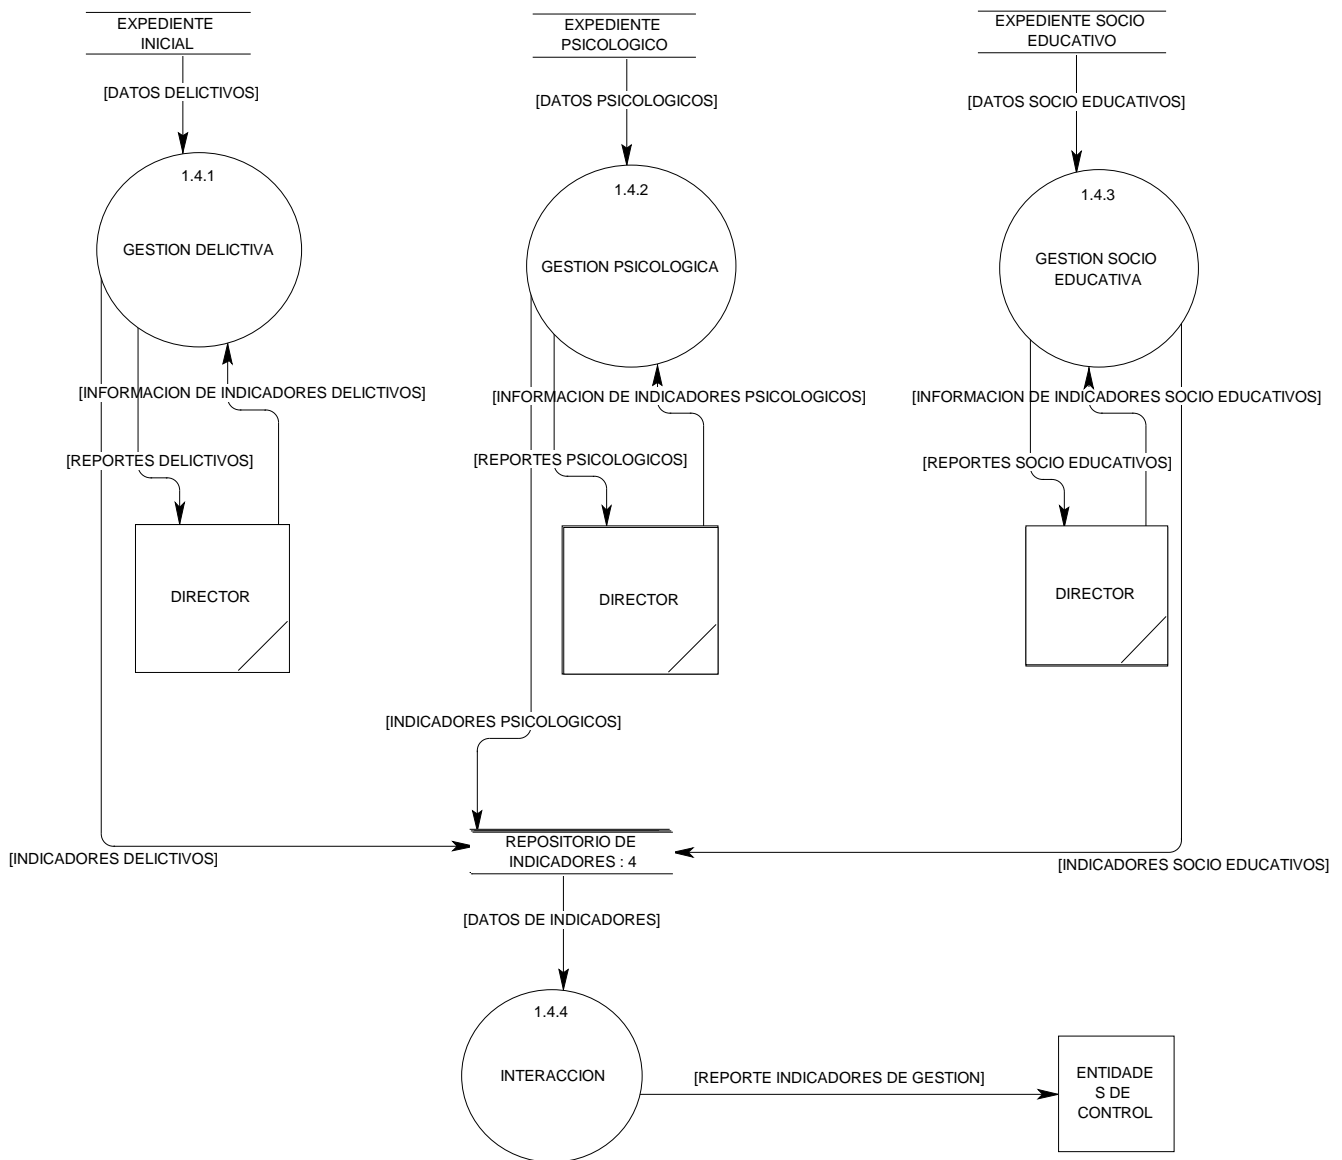 EXPEDIENTE
INICIAL
EXPEDIENTE
PSICOLOGICO
EXPEDIENTE SOCIO
EDUCATIVO
[DATOS DELICTIVOS]
[DATOS PSICOLOGICOS]
[DATOS SOCIO EDUCATIVOS]
1.4.1
GESTION DELICTIVA
1.4.2
GESTION PSICOLOGICA
1.4.3
GESTION SOCIO
EDUCATIVA
[INFORMACION DE INDICADORES DELICTIVOS]
[INFORMACION DE INDICADORES PSICOLOGICOS]
[INFORMACION DE INDICADORES SOCIO EDUCATIVOS]
[REPORTES DELICTIVOS]
[REPORTES PSICOLOGICOS]
[REPORTES SOCIO EDUCATIVOS]
DIRECTOR
DIRECTOR
DIRECTOR
[INDICADORES PSICOLOGICOS]
[INDICADORES DELICTIVOS]
REPOSITORIO DE
INDICADORES : 4
[INDICADORES SOCIO EDUCATIVOS]
[DATOS DE INDICADORES]
1.4.4
INTERACCION
[REPORTE INDICADORES DE GESTION]
ENTIDADE
S DE
CONTROL